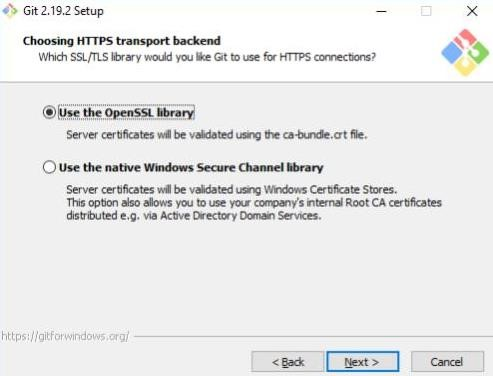 Git 2.19.2 Setup
Choosing HTTPS transport backend
Which SSL/TLS library would you like Git to use for HTTPS connections?
Use the OpenSSL library
Server certificates will be validated using the ca-bundle.crt file.
Use the native Windows Secure Channel library
Server certificates will be validated using Windows Certificate Stores.
This option also allows you to use your company's internal Root CA certificates
distributed e.g. via Active Directory Domain Services.
https://gitforwindows.org/
< Back
Next >
Cancel